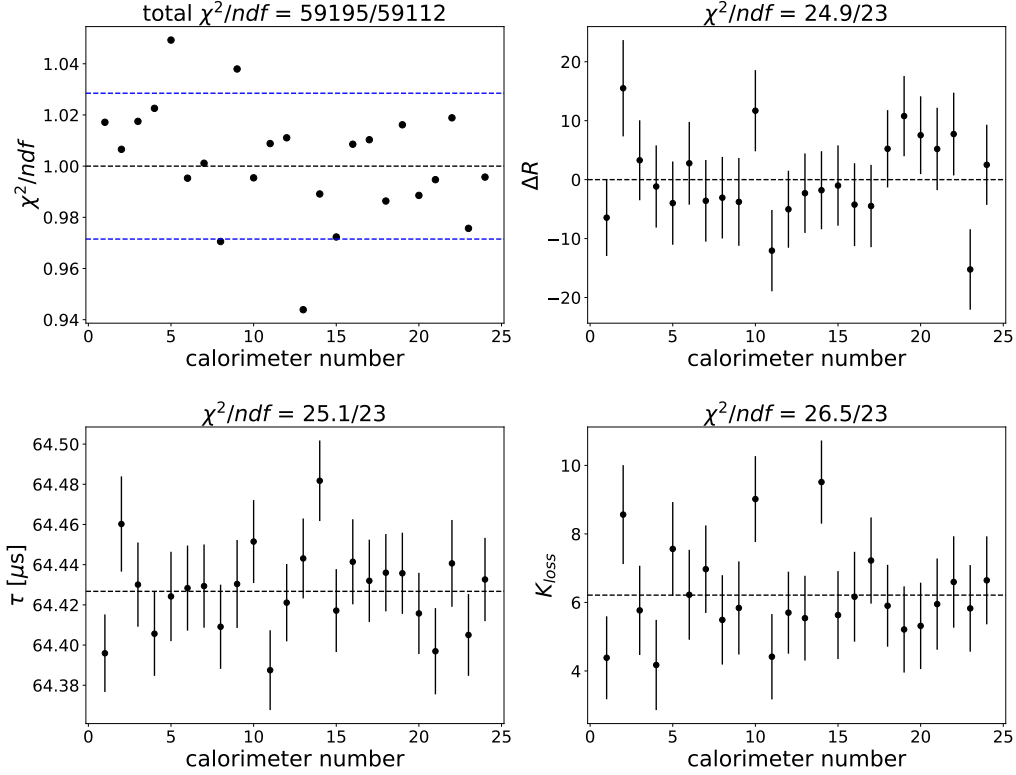 total χ²/ndf = 59195/59112
χ²/ndf
1.04
1.02
1.00
0.98
0.96
0.94
0 5 10 15 20 25
calorimeter number
χ²/ndf = 24.9/23
ΔR
20
10
0
−10
−20
0 5 10 15 20 25
calorimeter number
χ²/ndf = 25.1/23
τ [μs]
64.50
64.48
64.46
64.44
64.42
64.40
64.38
0 5 10 15 20 25
calorimeter number
χ²/ndf = 26.5/23
K_loss
10
8
6
4
0 5 10 15 20 25
calorimeter number